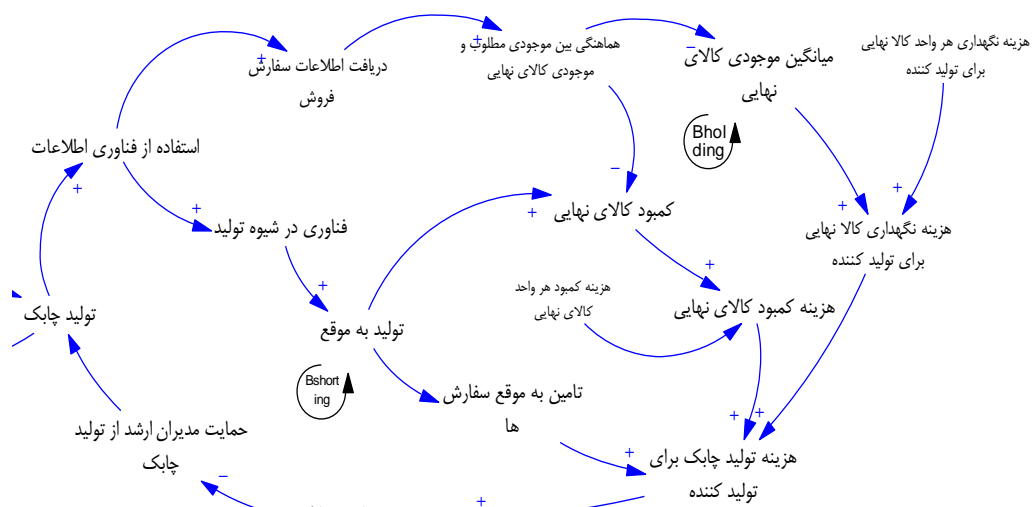 دریافت اطلاعات سفارش
فروش
هماهنگی بین موجودی مطلوب و
موجودی کالای نهایی
میانگین موجودی کالای
نهایی
هزینه نگهداری هر واحد کالا نهایی
برای تولید کننده
Bhol
ding
استفاده از فناوری اطلاعات
فناوری در شیوه تولید
کمبود کالای نهایی
هزینه نگهداری کالا نهایی
برای تولید کننده
تولید چابک
تولید به موقع
هزینه کمبود هر واحد
کالای نهایی
هزینه کمبود کالای نهایی
Bshort
ing
تامین به موقع سفارش
ها
حمایت مدیران ارشد از تولید
چابک
هزینه تولید چابک برای
تولید کننده